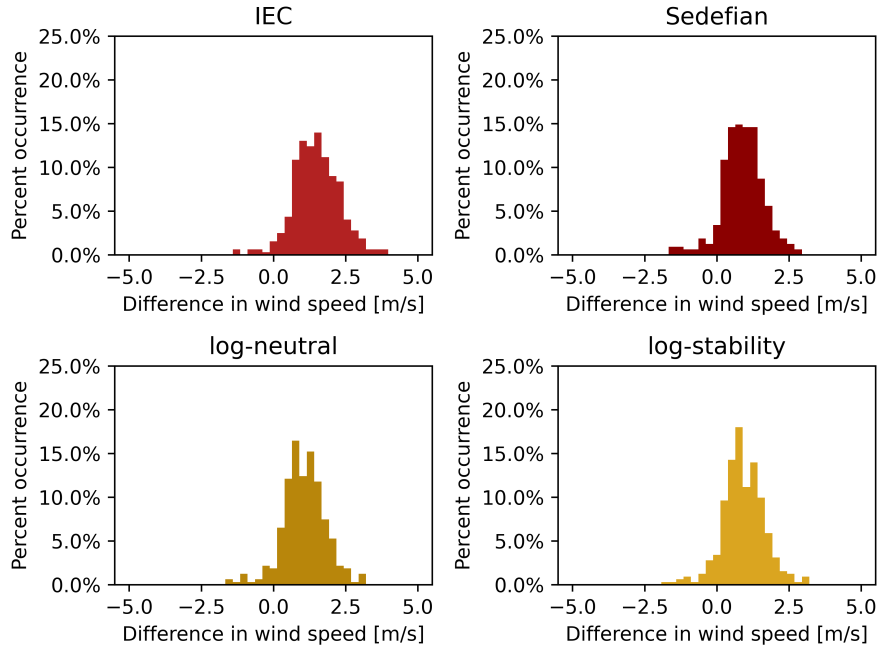 IEC
25.0%
20.0%
15.0%
10.0%
5.0%
0.0%
Percent occurrence
−5.0 −2.5 0.0 2.5 5.0
Difference in wind speed [m/s]
Sedefian
25.0%
20.0%
15.0%
10.0%
5.0%
0.0%
Percent occurrence
−5.0 −2.5 0.0 2.5 5.0
Difference in wind speed [m/s]
log-neutral
25.0%
20.0%
15.0%
10.0%
5.0%
0.0%
Percent occurrence
−5.0 −2.5 0.0 2.5 5.0
Difference in wind speed [m/s]
log-stability
25.0%
20.0%
15.0%
10.0%
5.0%
0.0%
Percent occurrence
−5.0 −2.5 0.0 2.5 5.0
Difference in wind speed [m/s]